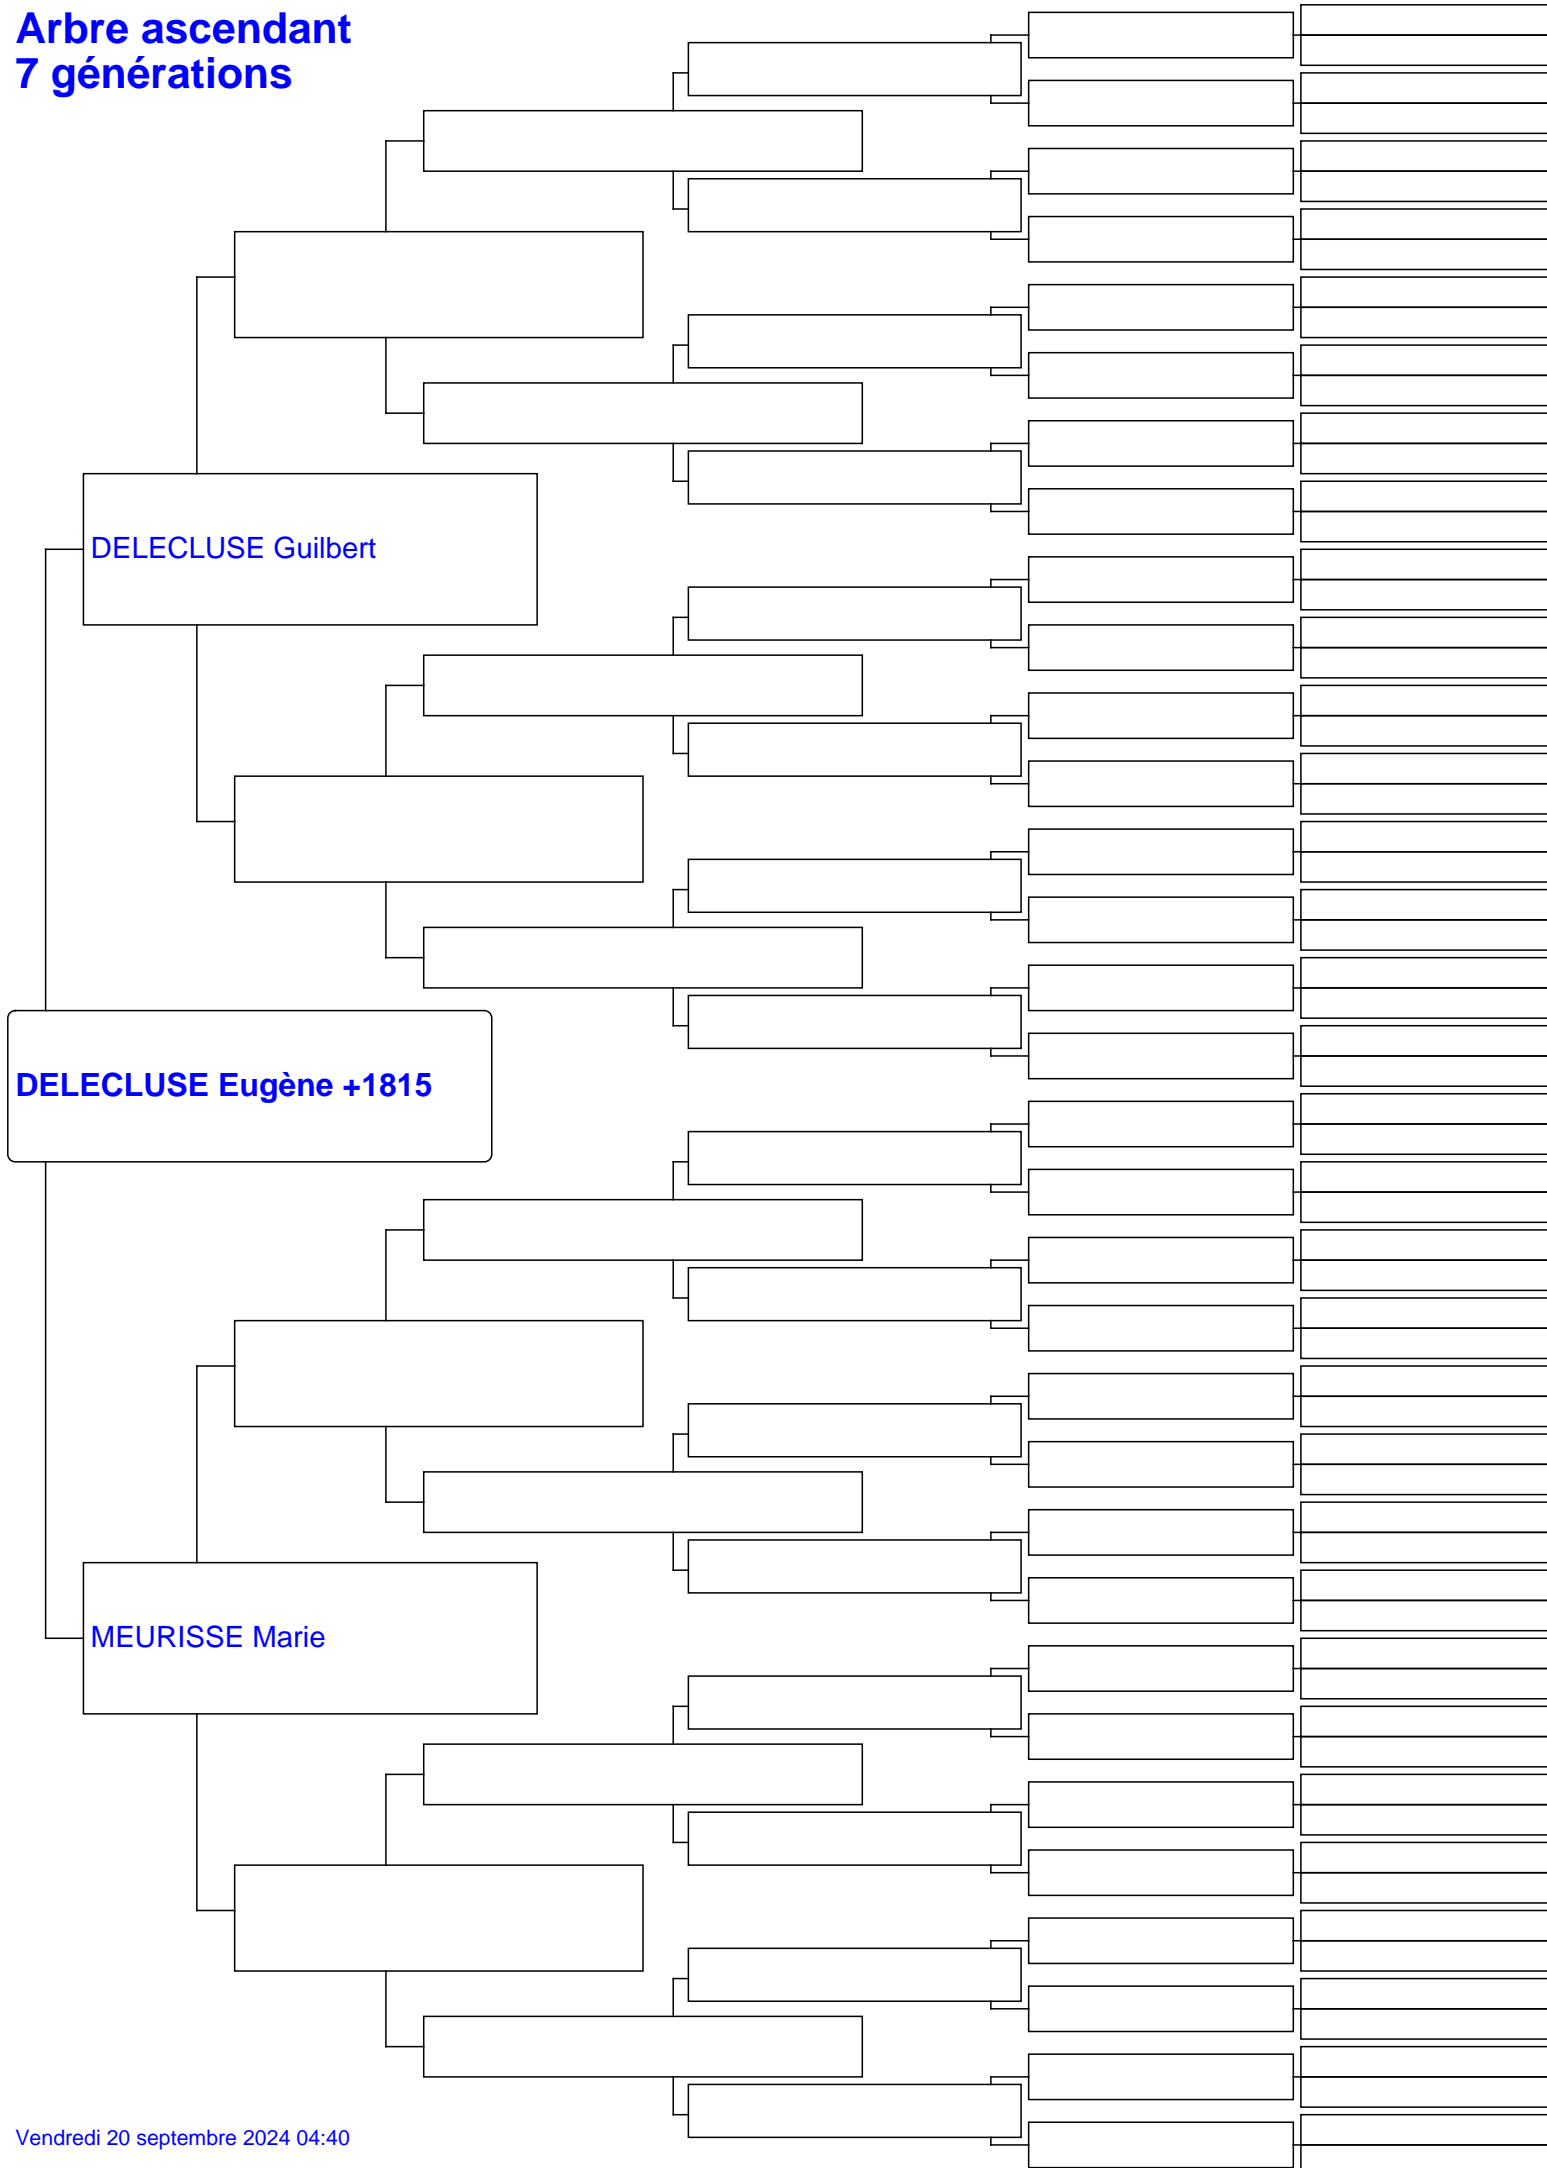 Arbre ascendant
7 générations
DELECLUSE Guilbert
DELECLUSE Eugène +1815
MEURISSE Marie
Vendredi 20 septembre 2024 04:40